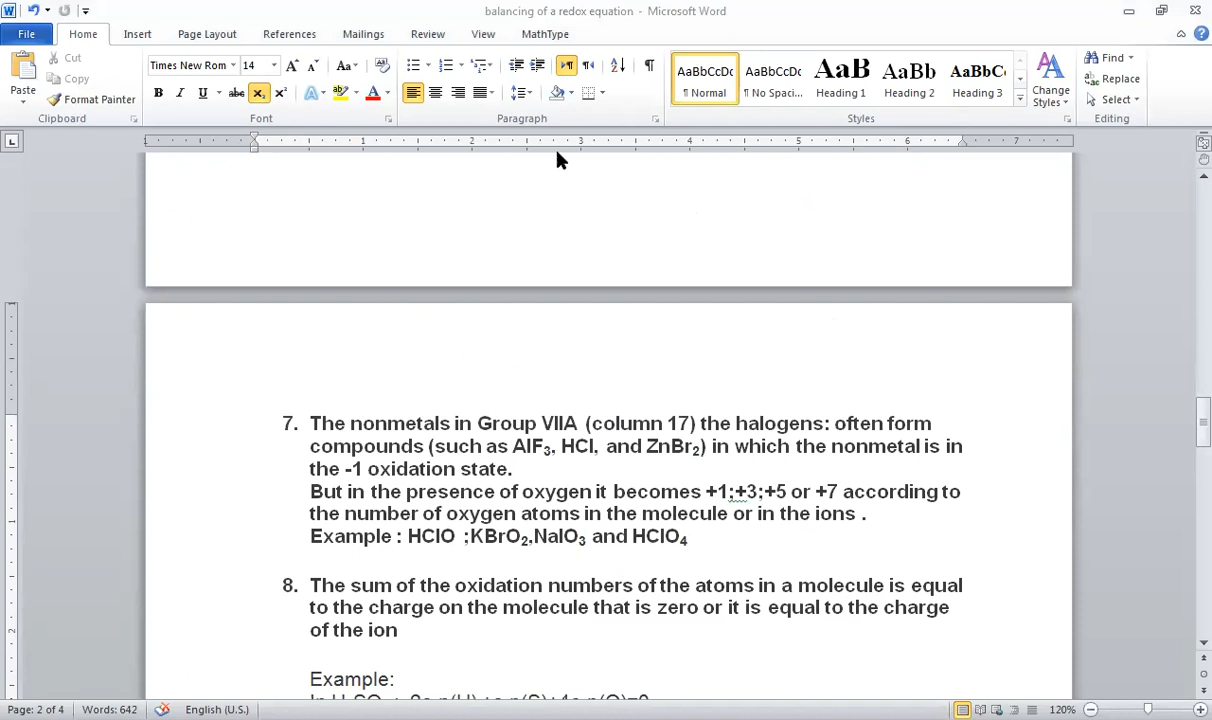 balancing of a redox equation - Microsoft Word
File Home Insert Page Layout References Mailings Review View MathType
Paste
Cut
Copy
Format Painter
Clipboard
Times New Rom 14
Font
Paragraph
AaBbCcDc AaBbCcDc AaB AaBb AaBbC
¶ Normal ¶ No Spaci... Heading 1 Heading 2 Heading 3
Change
Styles
Styles
Find
Replace
Select
Editing
1 1 2 3 4 5 6 7
7. The nonmetals in Group VIIA (column 17) the halogens: often form
compounds (such as AlF₃, HCl, and ZnBr₂) in which the nonmetal is in
the -1 oxidation state.
But in the presence of oxygen it becomes +1;+3;+5 or +7 according to
the number of oxygen atoms in the molecule or in the ions .
Example : HClO ;KBrO₂,NaIO₃ and HClO₄
8. The sum of the oxidation numbers of the atoms in a molecule is equal
to the charge on the molecule that is zero or it is equal to the charge
of the ion
Example:
Page: 2 of 4 Words: 642 English (U.S.) 120%